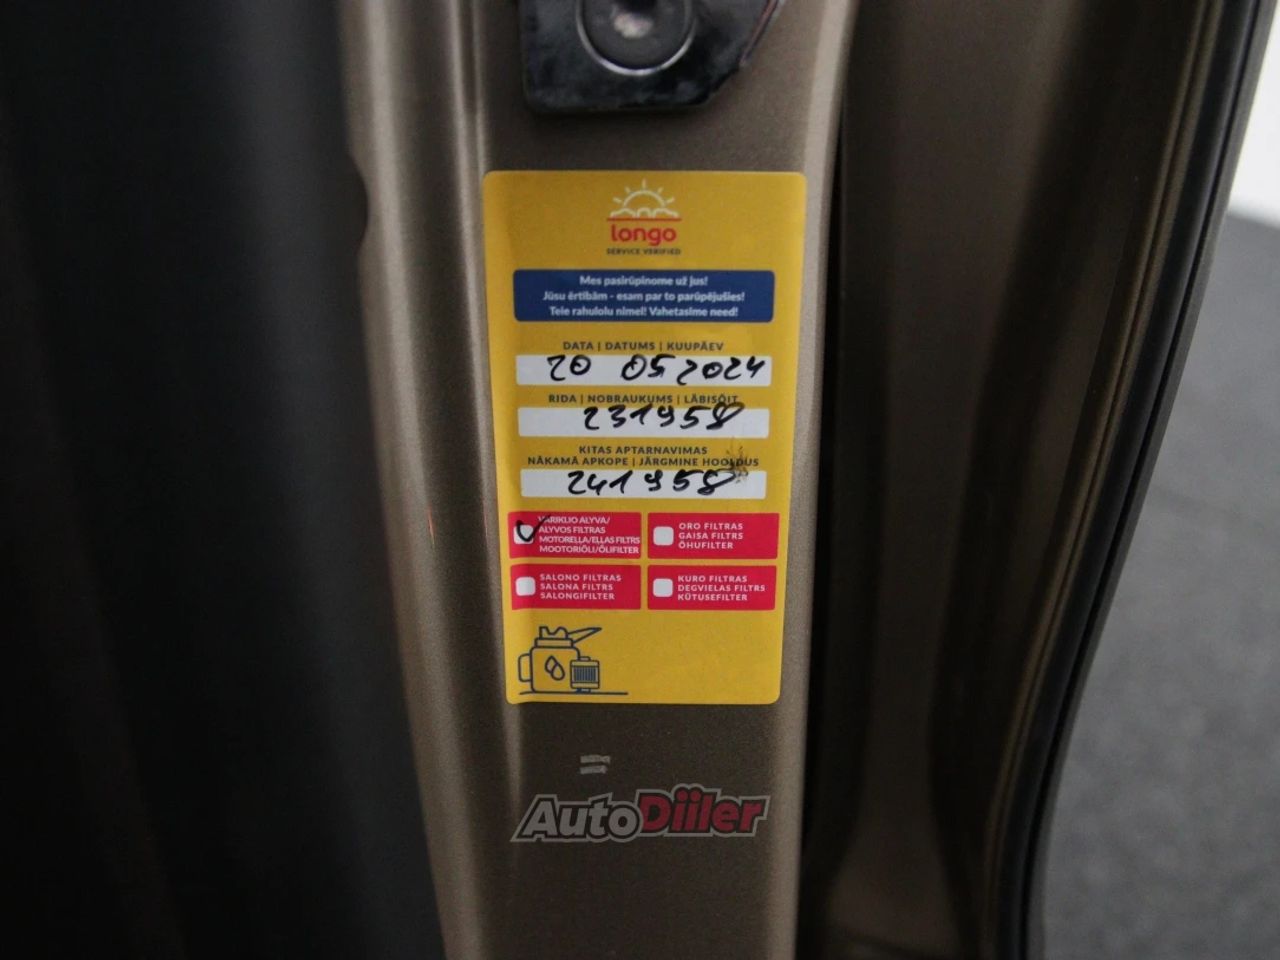 longo
SERVICE VERIFIED
Mes pasirūpinome už jus!
Jūsu ērtībām - esam par to parūpējušies!
Teie rahulolu nimel! Vahetasime need!
DATA | DATUMS | KUUPÄEV
20 05 2024
RIDA | NOBRAUKUMS | LÄBISÕIT
231958
KITAS APTARNAVIMAS
NĀKAMĀ APKOPE | JÄRGMINE HOOLDUS
241958
VARIKLIO ALYVA/
ALYVOS FILTRAS
MOTOREĻĻA/EĻĻAS FILTRS
MOOTORIÕLI/ÕLIFILTER
ORO FILTRAS
GAISA FILTRS
ÕHUFILTER
SALONO FILTRAS
SALONA FILTRS
SALONGIFILTER
KURO FILTRAS
DEGVIELAS FILTRS
KÜTUSEFILTER
AutoDiiler